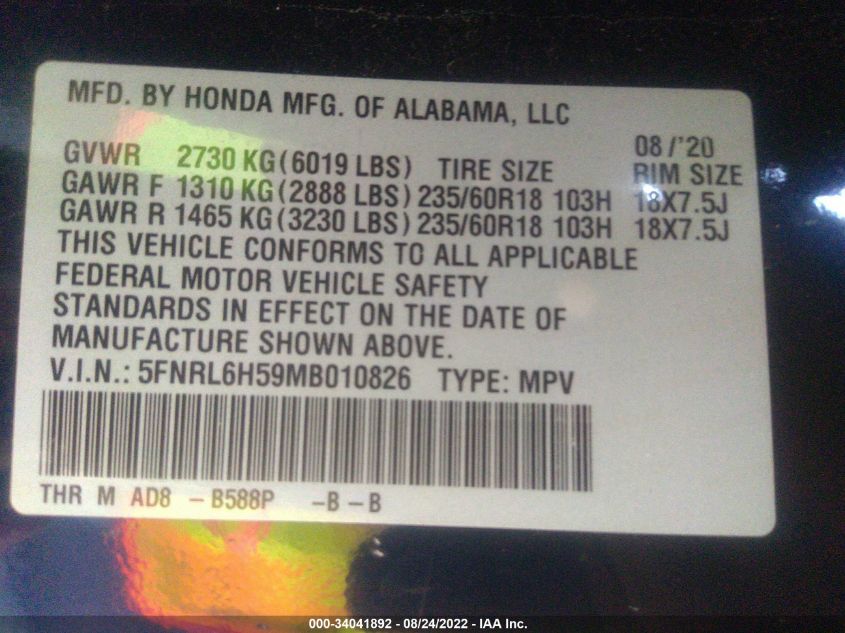 MFD. BY HONDA MFG. OF ALABAMA, LLC
08/'20
GVWR 2730 KG (6019 LBS) TIRE SIZE RIM SIZE
GAWR F 1310 KG (2888 LBS) 235/60R18 103H 18X7.5J
GAWR R 1465 KG (3230 LBS) 235/60R18 103H 18X7.5J
THIS VEHICLE CONFORMS TO ALL APPLICABLE
FEDERAL MOTOR VEHICLE SAFETY
STANDARDS IN EFFECT ON THE DATE OF
MANUFACTURE SHOWN ABOVE.
V.I.N.: 5FNRL6H59MB010826 TYPE: MPV
THR M AD8 - B588P - B - B
000-34041892 - 08/24/2022 - IAA Inc.